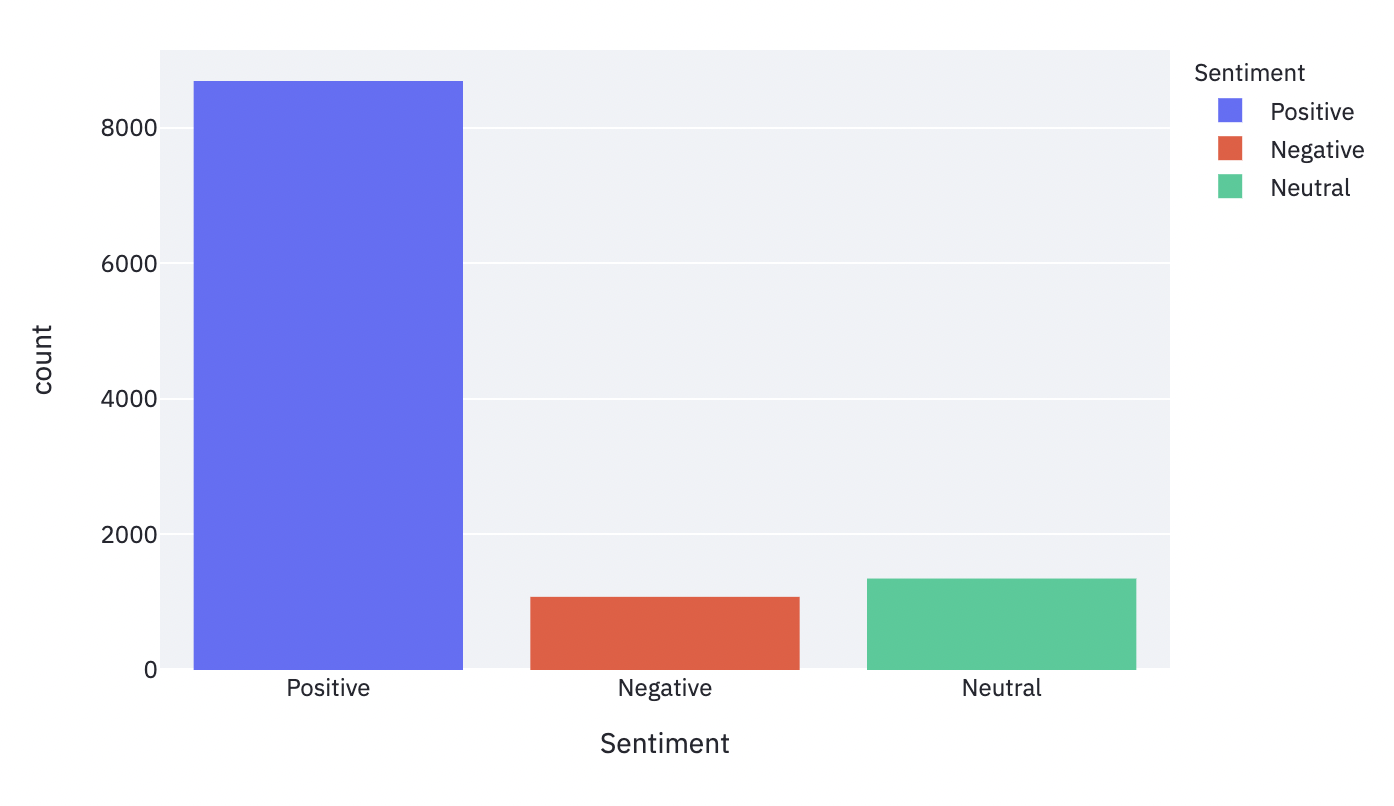 8000
6000
4000
2000
0
count
Positive
Negative
Neutral
Sentiment
Sentiment
Positive
Negative
Neutral